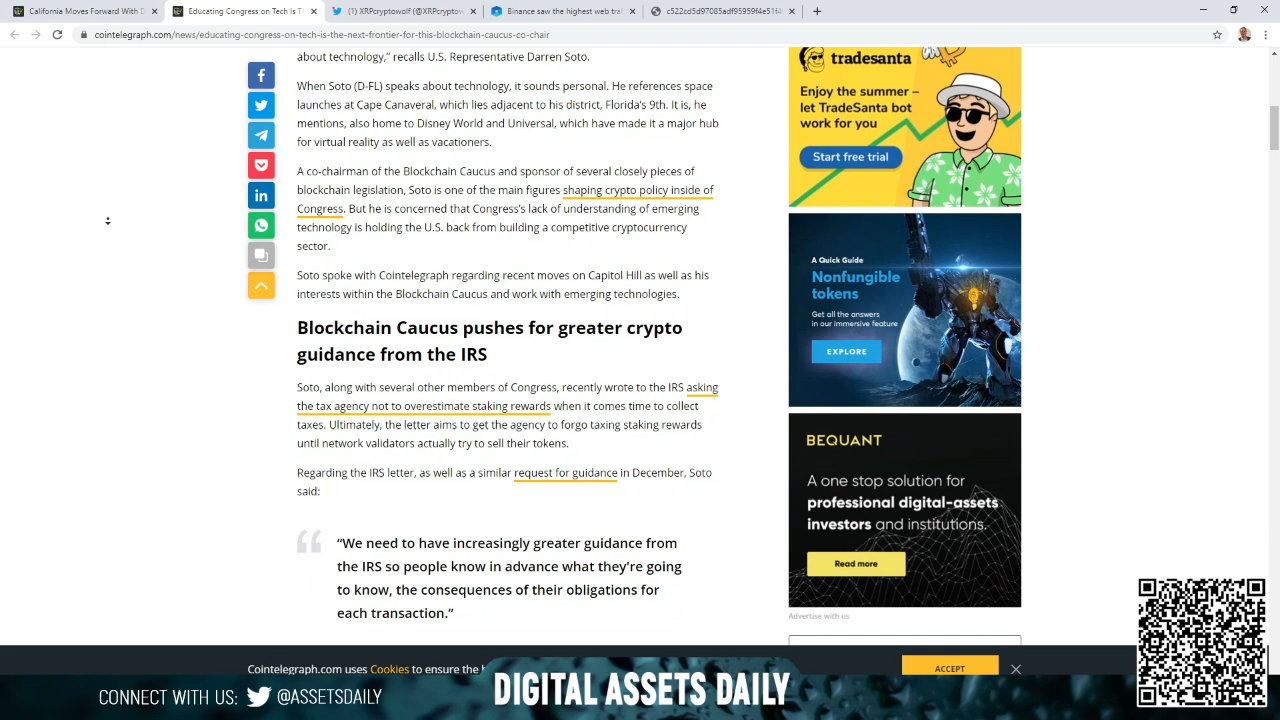 California Moves Forward With D
Educating Congress on Tech is T
(1) XRPcryptowolf (@XRPcryptow
Binance saw the highest web tra
c522cd5d97085adf95959f4e51f4
cointelegraph.com/news/educating-congress-on-tech-is-the-next-frontier-for-this-blockchain-caucus-co-chair
about technology,” recalls U.S. Representative Darren Soto.
When Soto (D-FL) speaks about technology, it sounds personal. He references space
launches at Cape Canaveral, which lies adjacent to his district, Florida’s 9th. It is, he
mentions, also home to Disney World and Universal, which have made it a major hub
for virtual reality as well as vacationers.
A co-chairman of the Blockchain Caucus and sponsor of several closely pieces of
blockchain legislation, Soto is one of the main figures shaping crypto policy inside of
Congress. But he is concerned that Congress’s lack of understanding of emerging
technology is holding the U.S. back from building a competitive cryptocurrency
sector.
Soto spoke with Cointelegraph regarding recent moves on Capitol Hill as well as his
interests within the Blockchain Caucus and work with emerging technologies.
Blockchain Caucus pushes for greater crypto
guidance from the IRS
Soto, along with several other members of Congress, recently wrote to the IRS asking
the tax agency not to overestimate staking rewards when it comes time to collect
taxes. Ultimately, the letter aims to get the agency to forgo taxing staking rewards
until network validators actually try to sell their tokens.
Regarding the IRS letter, as well as a similar request for guidance in December, Soto
said:
“We need to have increasingly greater guidance from
the IRS so people know in advance what they're going
to know, the consequences of their obligations for
each transaction.”
tradesanta
Enjoy the summer –
let TradeSanta bot
work for you
Start free trial
A Quick Guide
Nonfungible
tokens
Get all the answers
in our immersive feature
EXPLORE
BEQUANT
A one stop solution for
professional digital-assets
investors and institutions.
Read more
Advertise with us
Cointelegraph.com uses Cookies to ensure the b
ACCEPT
CONNECT WITH US: @ASSETSDAILY
DIGITAL ASSETS DAILY